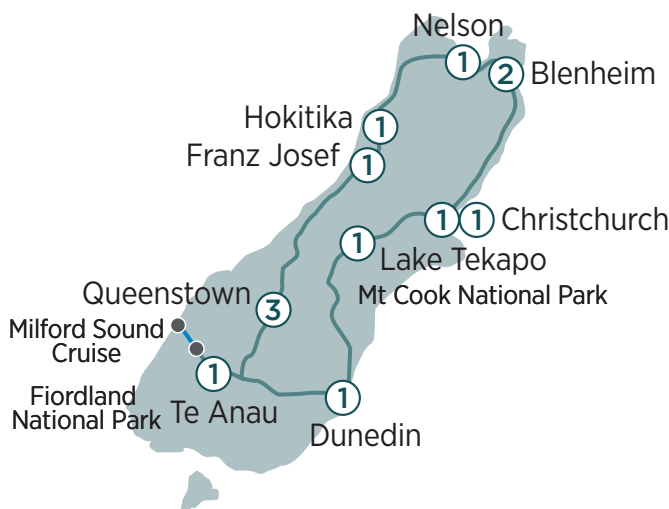 Nelson
1
2
Blenheim
Hokitika
1
Franz Josef
1
1
1
Christchurch
1
Lake Tekapo
Mt Cook National Park
Queenstown
3
Milford Sound
Cruise
1
Fiordland
National Park
Te Anau
1
Dunedin